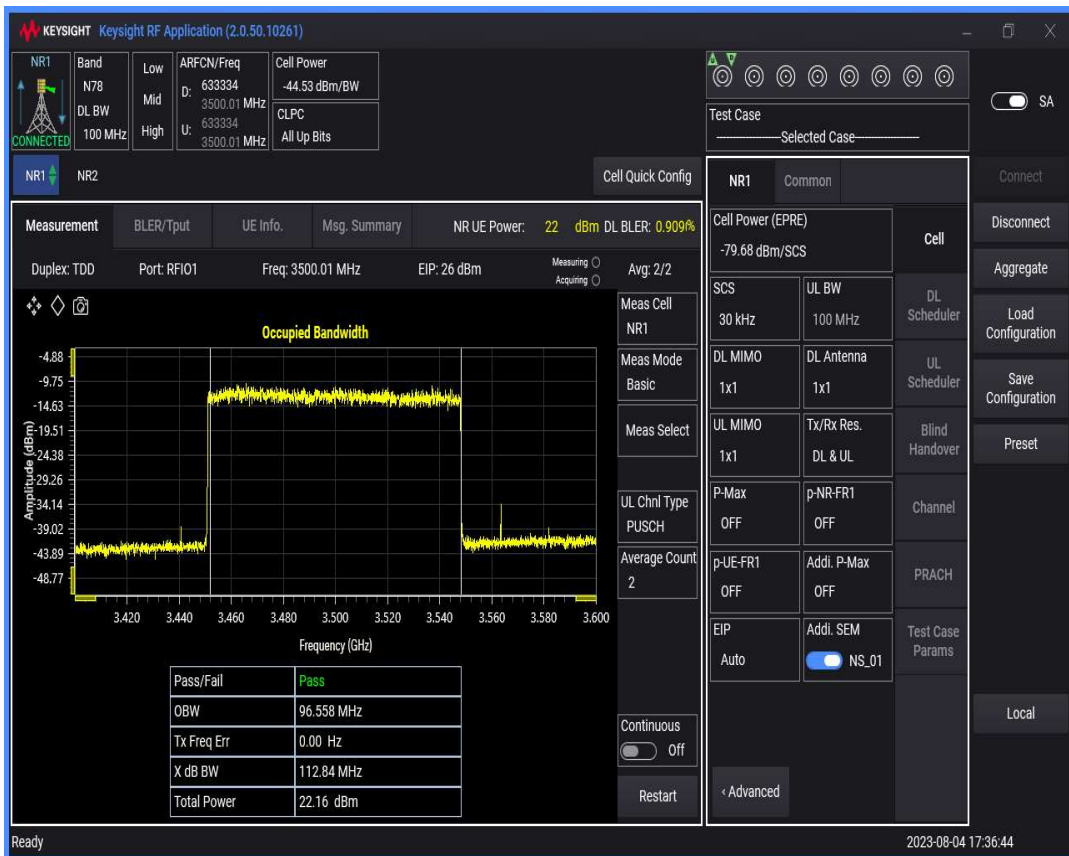 KEYSIGHT Keysight RF Application (2.0.50.10261)
NR1
CONNECTED
Band
N78
DL BW
100 MHz
Low
Mid
High
ARFCN/Freq
D: 633334
3500.01 MHz
U: 633334
3500.01 MHz
Cell Power
-44.53 dBm/BW
CLPC
All Up Bits
Test Case
-----Selected Case-----
SA
NR1 NR2 Cell Quick Config
Measurement BLER/Tput UE Info. Msg. Summary NR UE Power: 22 dBm DL BLER: 0.909%
Duplex: TDD Port: RFIO1 Freq: 3500.01 MHz EIP: 26 dBm Measuring Avg: 2/2
Acquiring
Occupied Bandwidth
Amplitude (dBm)
-4.88
-9.75
-14.63
-19.51
-24.38
-29.26
-34.14
-39.02
-43.89
-48.77
3.420 3.440 3.460 3.480 3.500 3.520 3.540 3.560 3.580 3.600
Frequency (GHz)
Pass/Fail Pass
OBW 96.558 MHz
Tx Freq Err 0.00 Hz
X dB BW 112.84 MHz
Total Power 22.16 dBm
Meas Cell
NR1
Meas Mode
Basic
Meas Select
UL Chnl Type
PUSCH
Average Count
2
Continuous
Off
Restart
NR1 Common
Cell Power (EPRE)
-79.68 dBm/SCS
SCS UL BW
30 kHz 100 MHz
DL MIMO DL Antenna
1x1 1x1
UL MIMO Tx/Rx Res.
1x1 DL & UL
P-Max p-NR-FR1
OFF OFF
p-UE-FR1 Addi. P-Max
OFF OFF
EIP Addi. SEM
Auto NS_01
‹ Advanced
Cell
DL
Scheduler
UL
Scheduler
Blind
Handover
Channel
PRACH
Test Case
Params
Connect
Disconnect
Aggregate
Load
Configuration
Save
Configuration
Preset
Local
Ready 2023-08-04 17:36:44